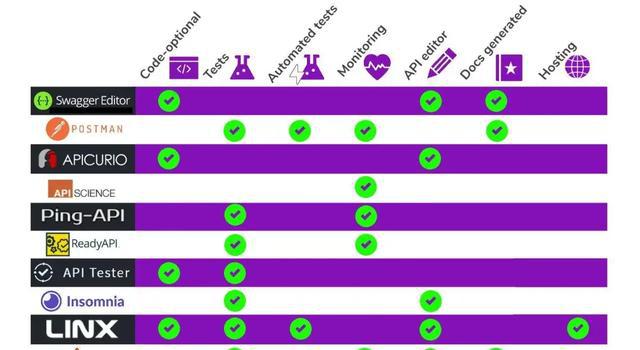 Code-optional
Tests
Automated tests
Monitoring
API editor
Docs generated
Hosting
Swagger Editor
POSTMAN
APICURIO
API SCIENCE
Ping-API
ReadyAPI
API Tester
Insomnia
LINX